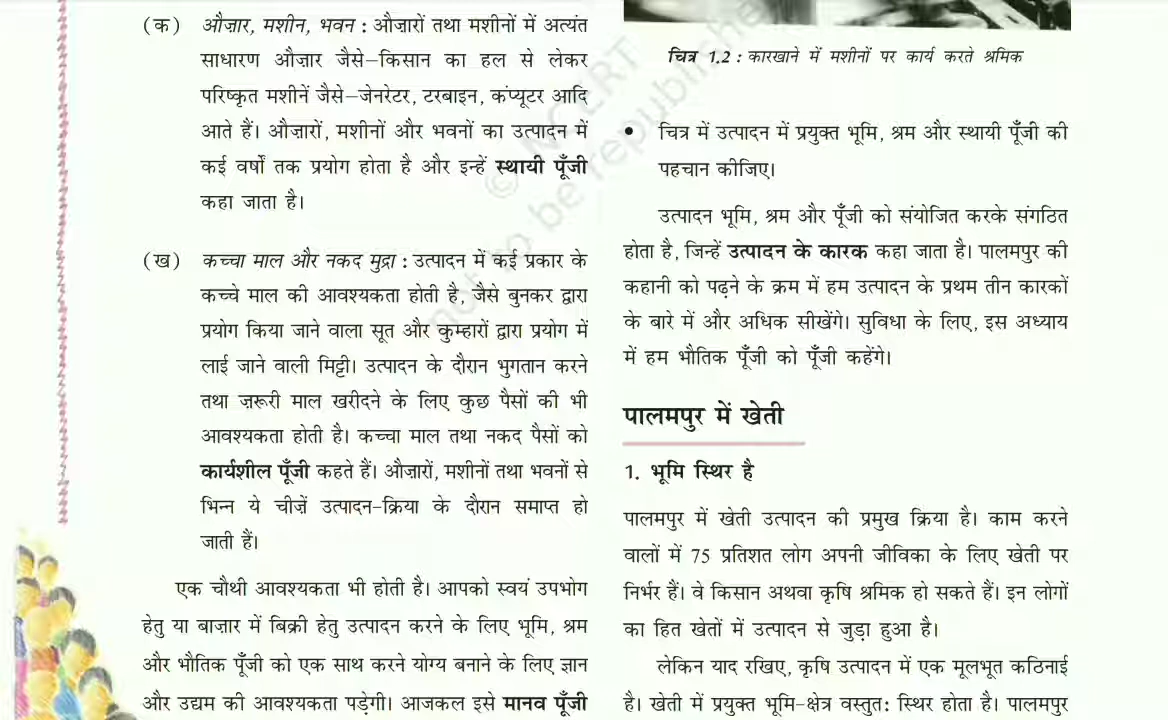 (क) औज़ार, मशीन, भवन : औज़ारों तथा मशीनों में अत्यंत
साधारण औज़ार जैसे–किसान का हल से लेकर
परिष्कृत मशीनें जैसे–जेनरेटर, टरबाइन, कंप्यूटर आदि
आते हैं। औज़ारों, मशीनों और भवनों का उत्पादन में
कई वर्षों तक प्रयोग होता है और इन्हें स्थायी पूँजी
कहा जाता है।
(ख) कच्चा माल और नकद मुद्रा : उत्पादन में कई प्रकार के
कच्चे माल की आवश्यकता होती है, जैसे बुनकर द्वारा
प्रयोग किया जाने वाला सूत और कुम्हारों द्वारा प्रयोग में
लाई जाने वाली मिट्टी। उत्पादन के दौरान भुगतान करने
तथा ज़रूरी माल खरीदने के लिए कुछ पैसों की भी
आवश्यकता होती है। कच्चा माल तथा नकद पैसों को
कार्यशील पूँजी कहते हैं। औज़ारों, मशीनों तथा भवनों से
भिन्न ये चीज़ें उत्पादन-क्रिया के दौरान समाप्त हो
जाती हैं।
एक चौथी आवश्यकता भी होती है। आपको स्वयं उपभोग
हेतु या बाज़ार में बिक्री हेतु उत्पादन करने के लिए भूमि, श्रम
और भौतिक पूँजी को एक साथ करने योग्य बनाने के लिए ज्ञान
और उद्यम की आवश्यकता पड़ेगी। आजकल इसे मानव पूँजी
चित्र 1.2 : कारखाने में मशीनों पर कार्य करते श्रमिक
• चित्र में उत्पादन में प्रयुक्त भूमि, श्रम और स्थायी पूँजी की
पहचान कीजिए।
उत्पादन भूमि, श्रम और पूँजी को संयोजित करके संगठित
होता है, जिन्हें उत्पादन के कारक कहा जाता है। पालमपुर की
कहानी को पढ़ने के क्रम में हम उत्पादन के प्रथम तीन कारकों
के बारे में और अधिक सीखेंगे। सुविधा के लिए, इस अध्याय
में हम भौतिक पूँजी को पूँजी कहेंगे।
पालमपुर में खेती
1. भूमि स्थिर है
पालमपुर में खेती उत्पादन की प्रमुख क्रिया है। काम करने
वालों में 75 प्रतिशत लोग अपनी जीविका के लिए खेती पर
निर्भर हैं। वे किसान अथवा कृषि श्रमिक हो सकते हैं। इन लोगों
का हित खेतों में उत्पादन से जुड़ा हुआ है।
लेकिन याद रखिए, कृषि उत्पादन में एक मूलभूत कठिनाई
है। खेती में प्रयुक्त भूमि-क्षेत्र वस्तुतः स्थिर होता है। पालमपुर
© NCERT
not to be republishe